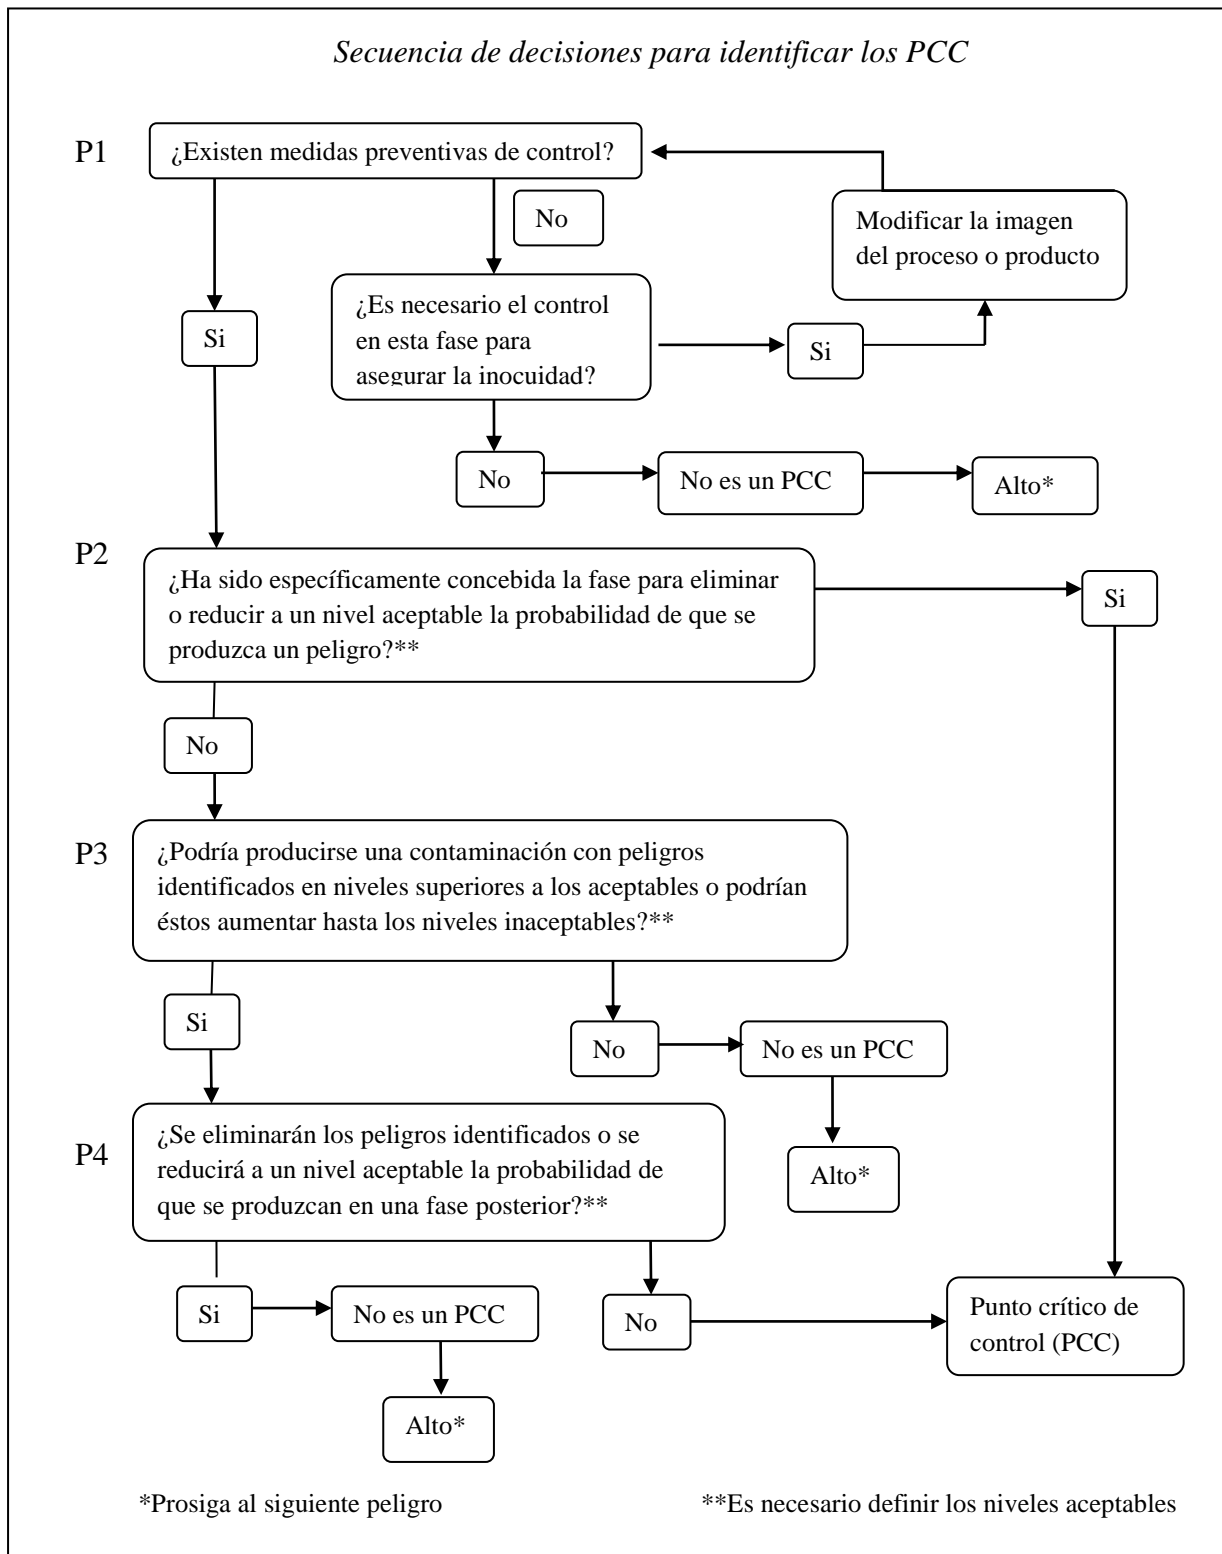 Secuencia de decisiones para identificar los PCC
P1
¿Existen medidas preventivas de control?
No
Modificar la imagen
del proceso o producto
¿Es necesario el control
en esta fase para
asegurar la inocuidad?
Si
Si
No
No es un PCC
Alto*
P2
¿Ha sido específicamente concebida la fase para eliminar
o reducir a un nivel aceptable la probabilidad de que se
produzca un peligro?**
Si
No
P3
¿Podría producirse una contaminación con peligros
identificados en niveles superiores a los aceptables o podrían
éstos aumentar hasta los niveles inaceptables?**
Si
No
No es un PCC
Alto*
P4
¿Se eliminarán los peligros identificados o se
reducirá a un nivel aceptable la probabilidad de
que se produzcan en una fase posterior?**
Si
No es un PCC
No
Punto crítico de
control (PCC)
Alto*
*Prosiga al siguiente peligro
**Es necesario definir los niveles aceptables